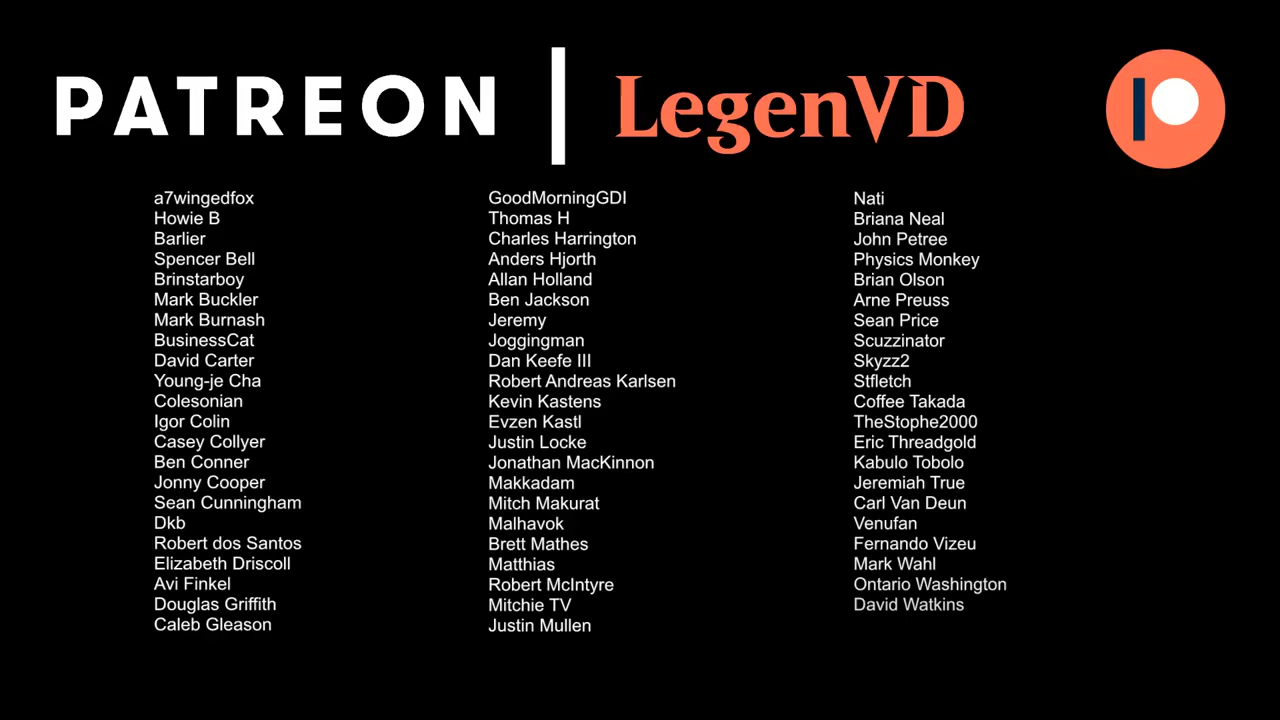 PATREON | LegenVD
a7wingedfox
Howie B
Barlier
Spencer Bell
Brinstarboy
Mark Buckler
Mark Burnash
BusinessCat
David Carter
Young-je Cha
Colesonian
Igor Colin
Casey Collyer
Ben Conner
Jonny Cooper
Sean Cunningham
Dkb
Robert dos Santos
Elizabeth Driscoll
Avi Finkel
Douglas Griffith
Caleb Gleason
GoodMorningGDI
Thomas H
Charles Harrington
Anders Hjorth
Allan Holland
Ben Jackson
Jeremy
Joggingman
Dan Keefe III
Robert Andreas Karlsen
Kevin Kastens
Evzen Kastl
Justin Locke
Jonathan MacKinnon
Makkadam
Mitch Makurat
Malhavok
Brett Mathes
Matthias
Robert McIntyre
Mitchie TV
Justin Mullen
Nati
Briana Neal
John Petree
Physics Monkey
Brian Olson
Arne Preuss
Sean Price
Scuzzinator
Skyzz2
Stfletch
Coffee Takada
TheStophe2000
Eric Threadgold
Kabulo Tobolo
Jeremiah True
Carl Van Deun
Venufan
Fernando Vizeu
Mark Wahl
Ontario Washington
David Watkins